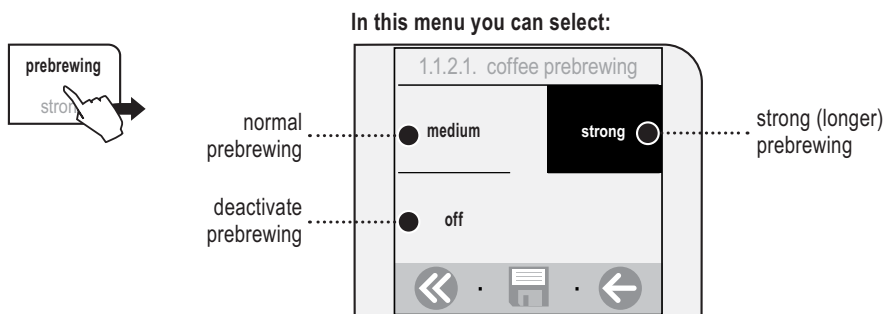 In this menu you can select:
prebrewing
strong
1.1.2.1. coffee prebrewing
normal
prebrewing
medium
strong
strong (longer)
prebrewing
deactivate
prebrewing
off